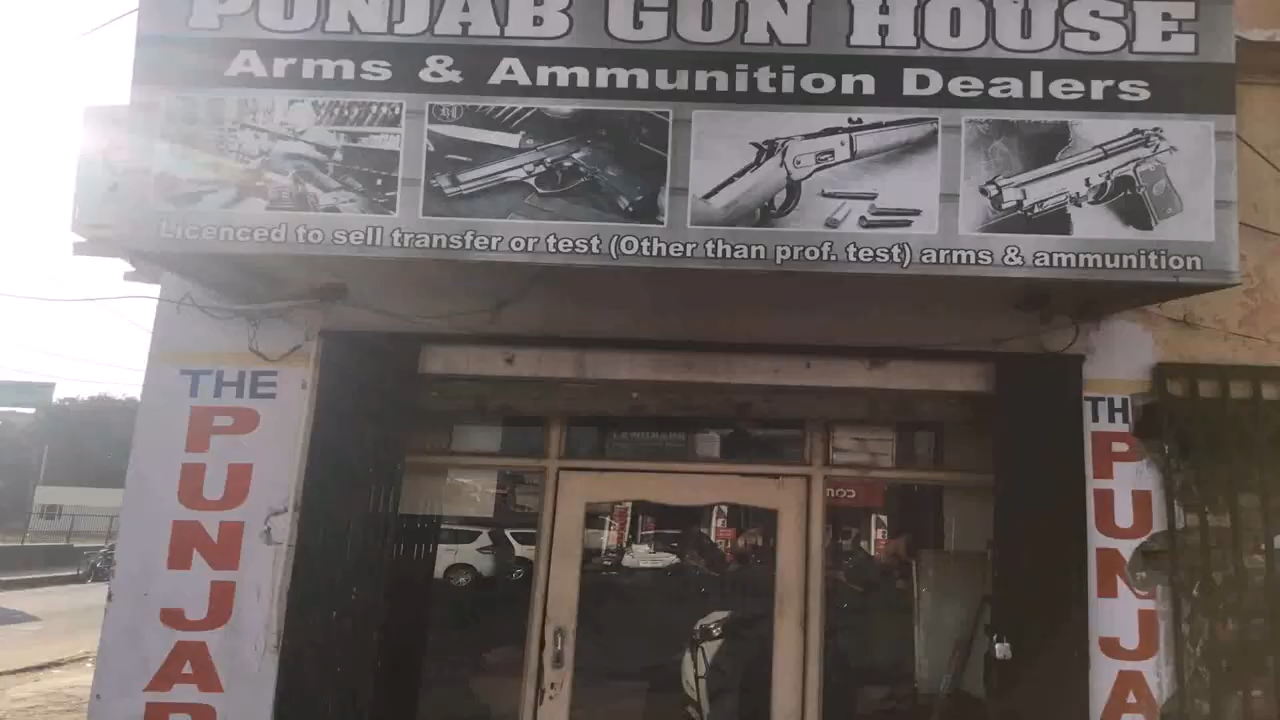 PUNJAB GUN HOUSE
Arms & Ammunition Dealers
Licenced to sell transfer or test (Other than prof. test) arms & ammunition
THE
PUNJAB
TH
PUNJA